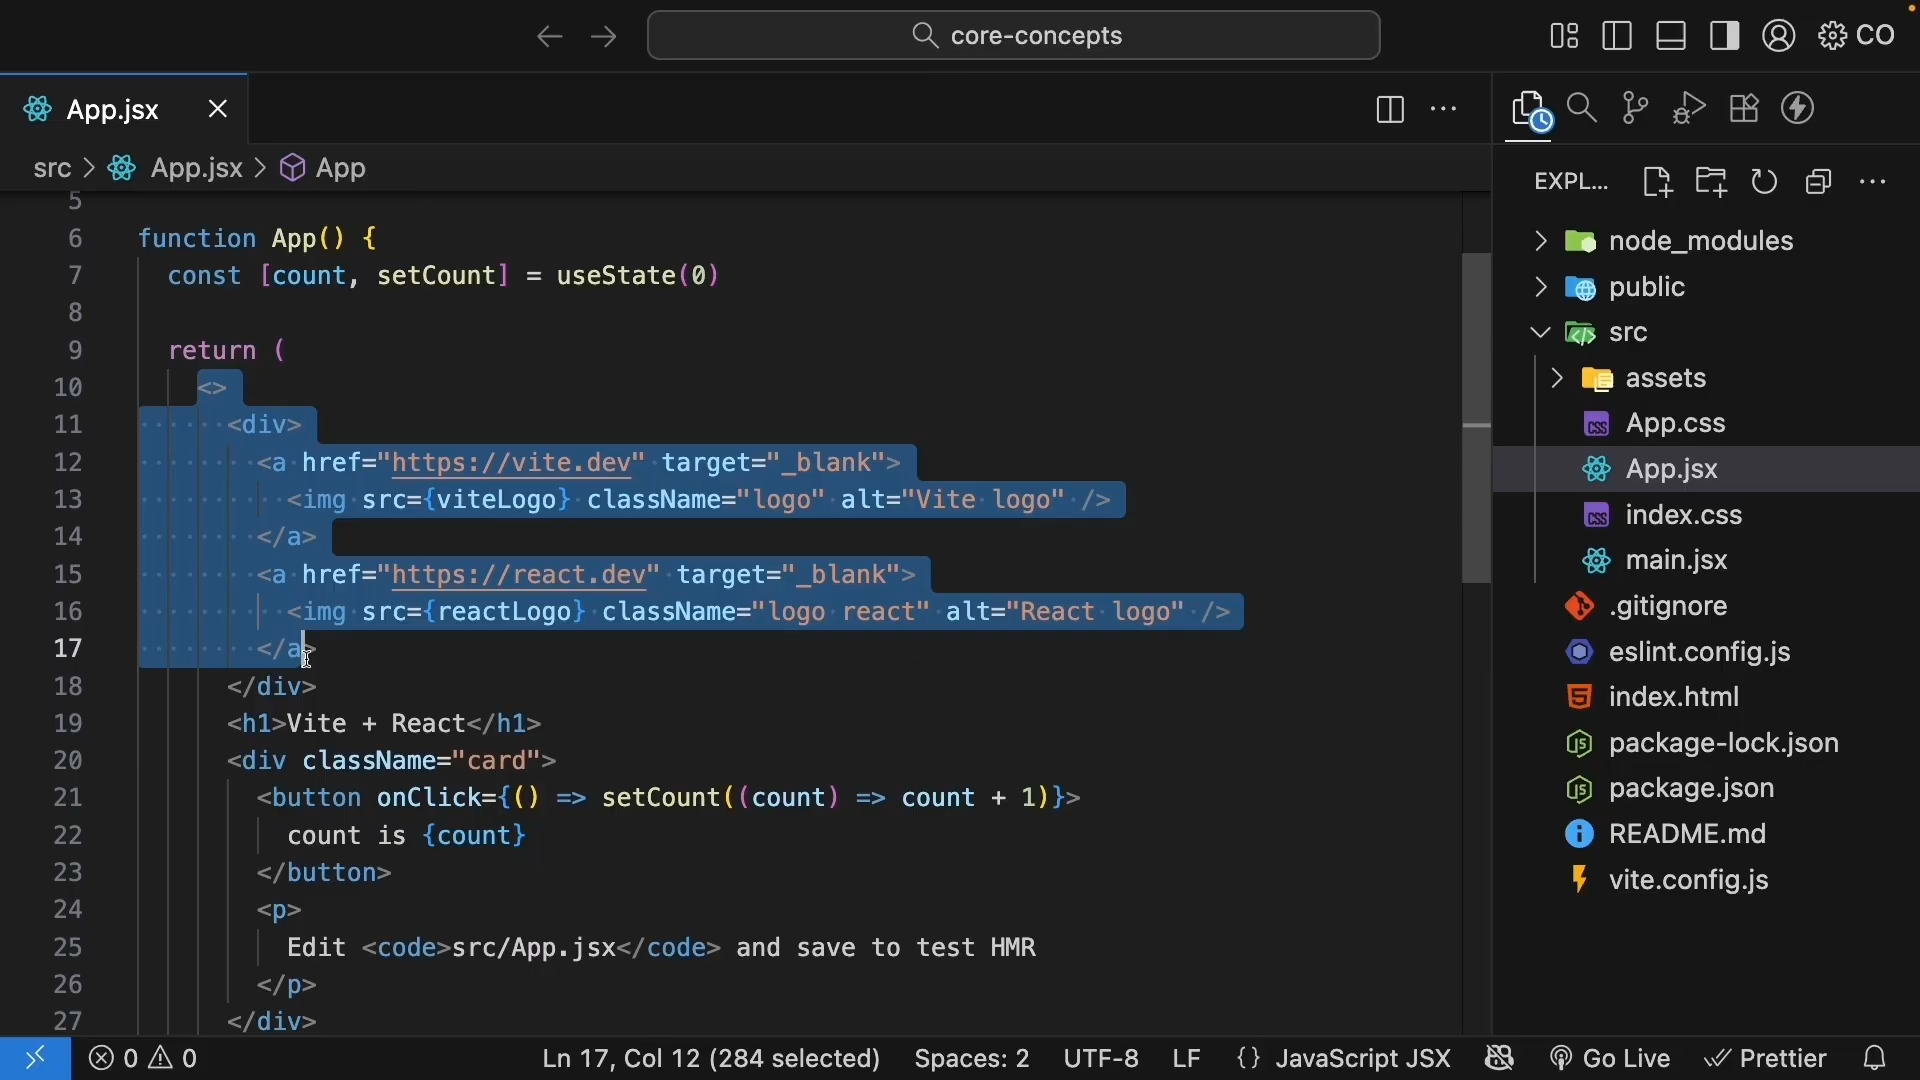 core-concepts
CO
App.jsx
src > App.jsx > App
5
6 function App() {
7 const [count, setCount] = useState(0)
8
9 return (
10 <>
11 <div>
12 <a href="https://vite.dev" target="_blank">
13 <img src={viteLogo} className="logo" alt="Vite logo" />
14 </a>
15 <a href="https://react.dev" target="_blank">
16 <img src={reactLogo} className="logo react" alt="React logo" />
17 </a>
18 </div>
19 <h1>Vite + React</h1>
20 <div className="card">
21 <button onClick={() => setCount((count) => count + 1)}>
22 count is {count}
23 </button>
24 <p>
25 Edit <code>src/App.jsx</code> and save to test HMR
26 </p>
27 </div>
EXPL...
node_modules
public
src
assets
App.css
App.jsx
index.css
main.jsx
.gitignore
eslint.config.js
index.html
package-lock.json
package.json
README.md
vite.config.js
0 0 Ln 17, Col 12 (284 selected) Spaces: 2 UTF-8 LF {} JavaScript JSX Go Live Prettier